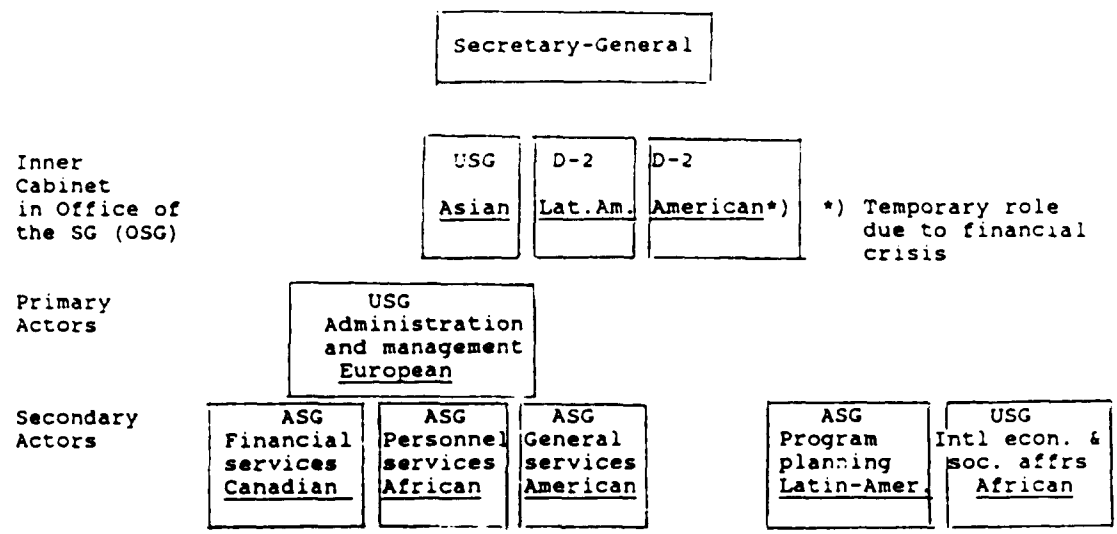 Secretary-General
Inner
Cabinet
in Office of
the SG (OSG)
USG
Asian
D-2
Lat.Am.
D-2
American*)
*) Temporary role
due to financial
crisis
Primary
Actors
USG
Administration
and management
European
Secondary
Actors
ASG
Financial
services
Canadian
ASG
Personnel
services
African
ASG
General
services
American
ASG
Program
planning
Latin-Amer.
USG
Intl econ. &
soc. affrs
African